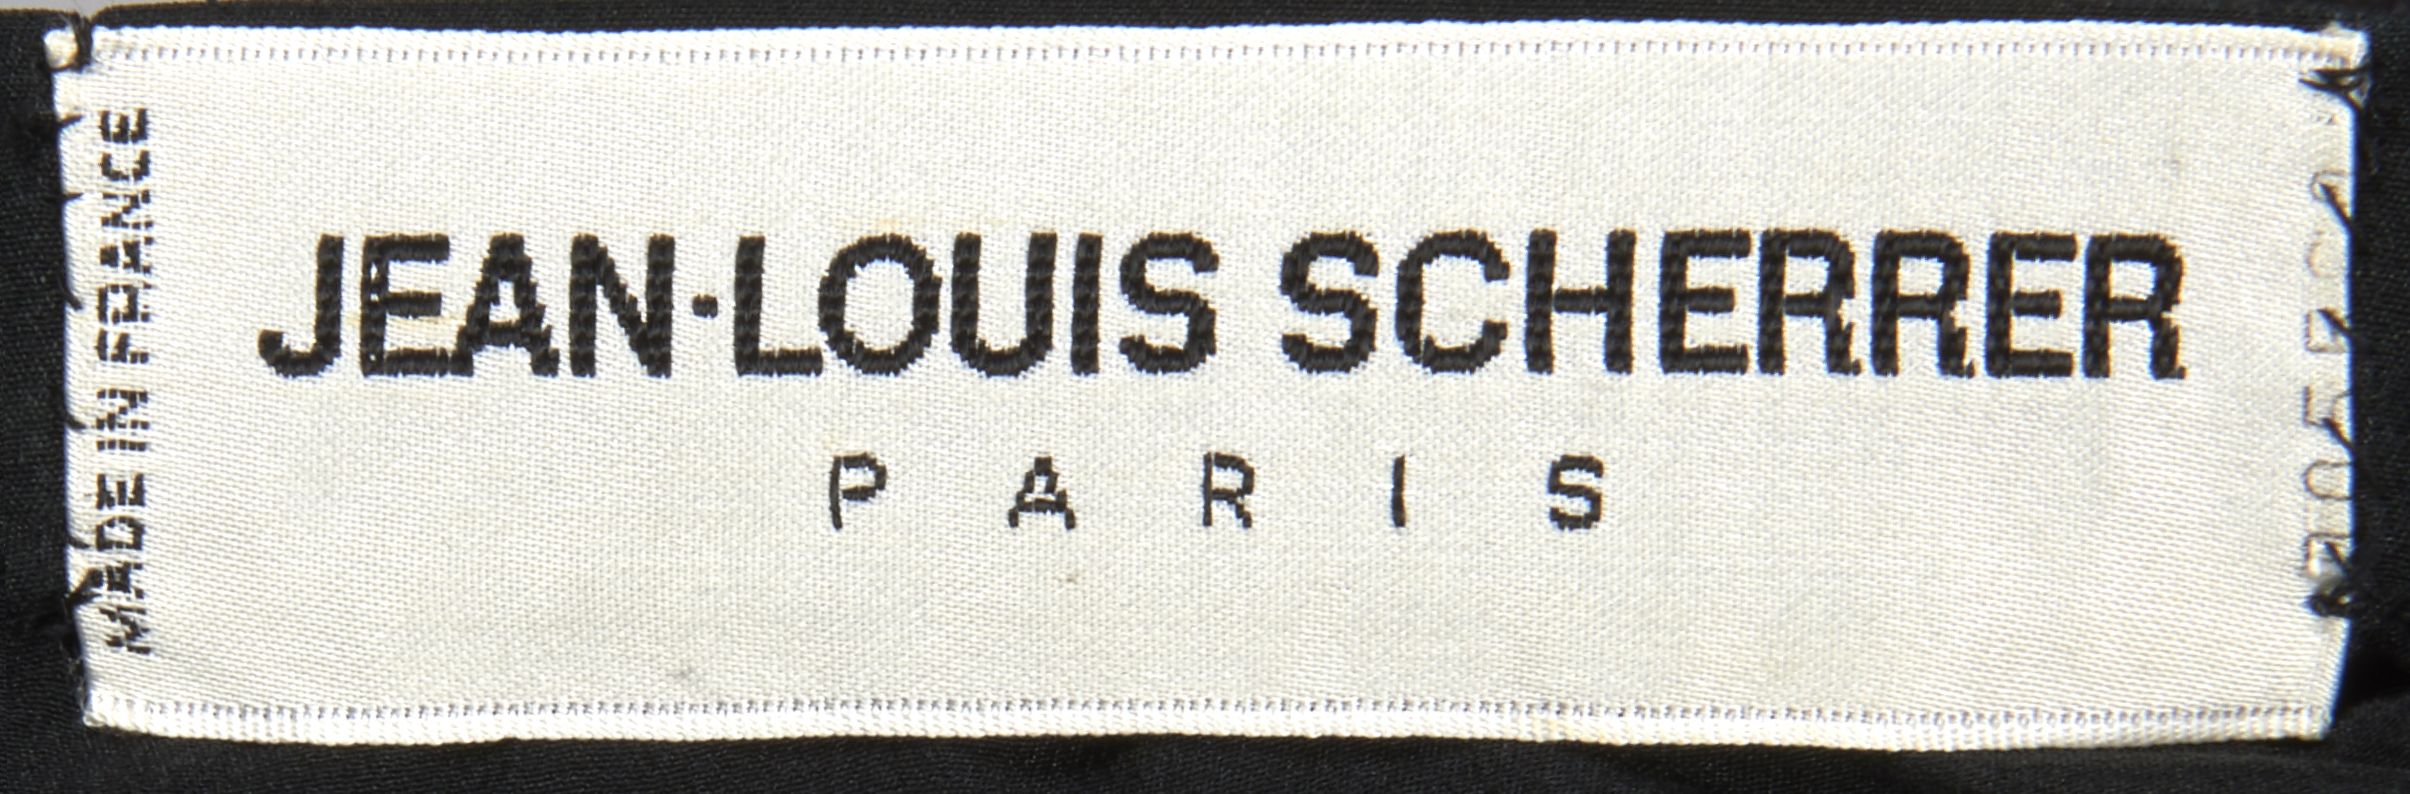 JEAN·LOUIS SCHERRER
PARIS
MADE IN FRANCE